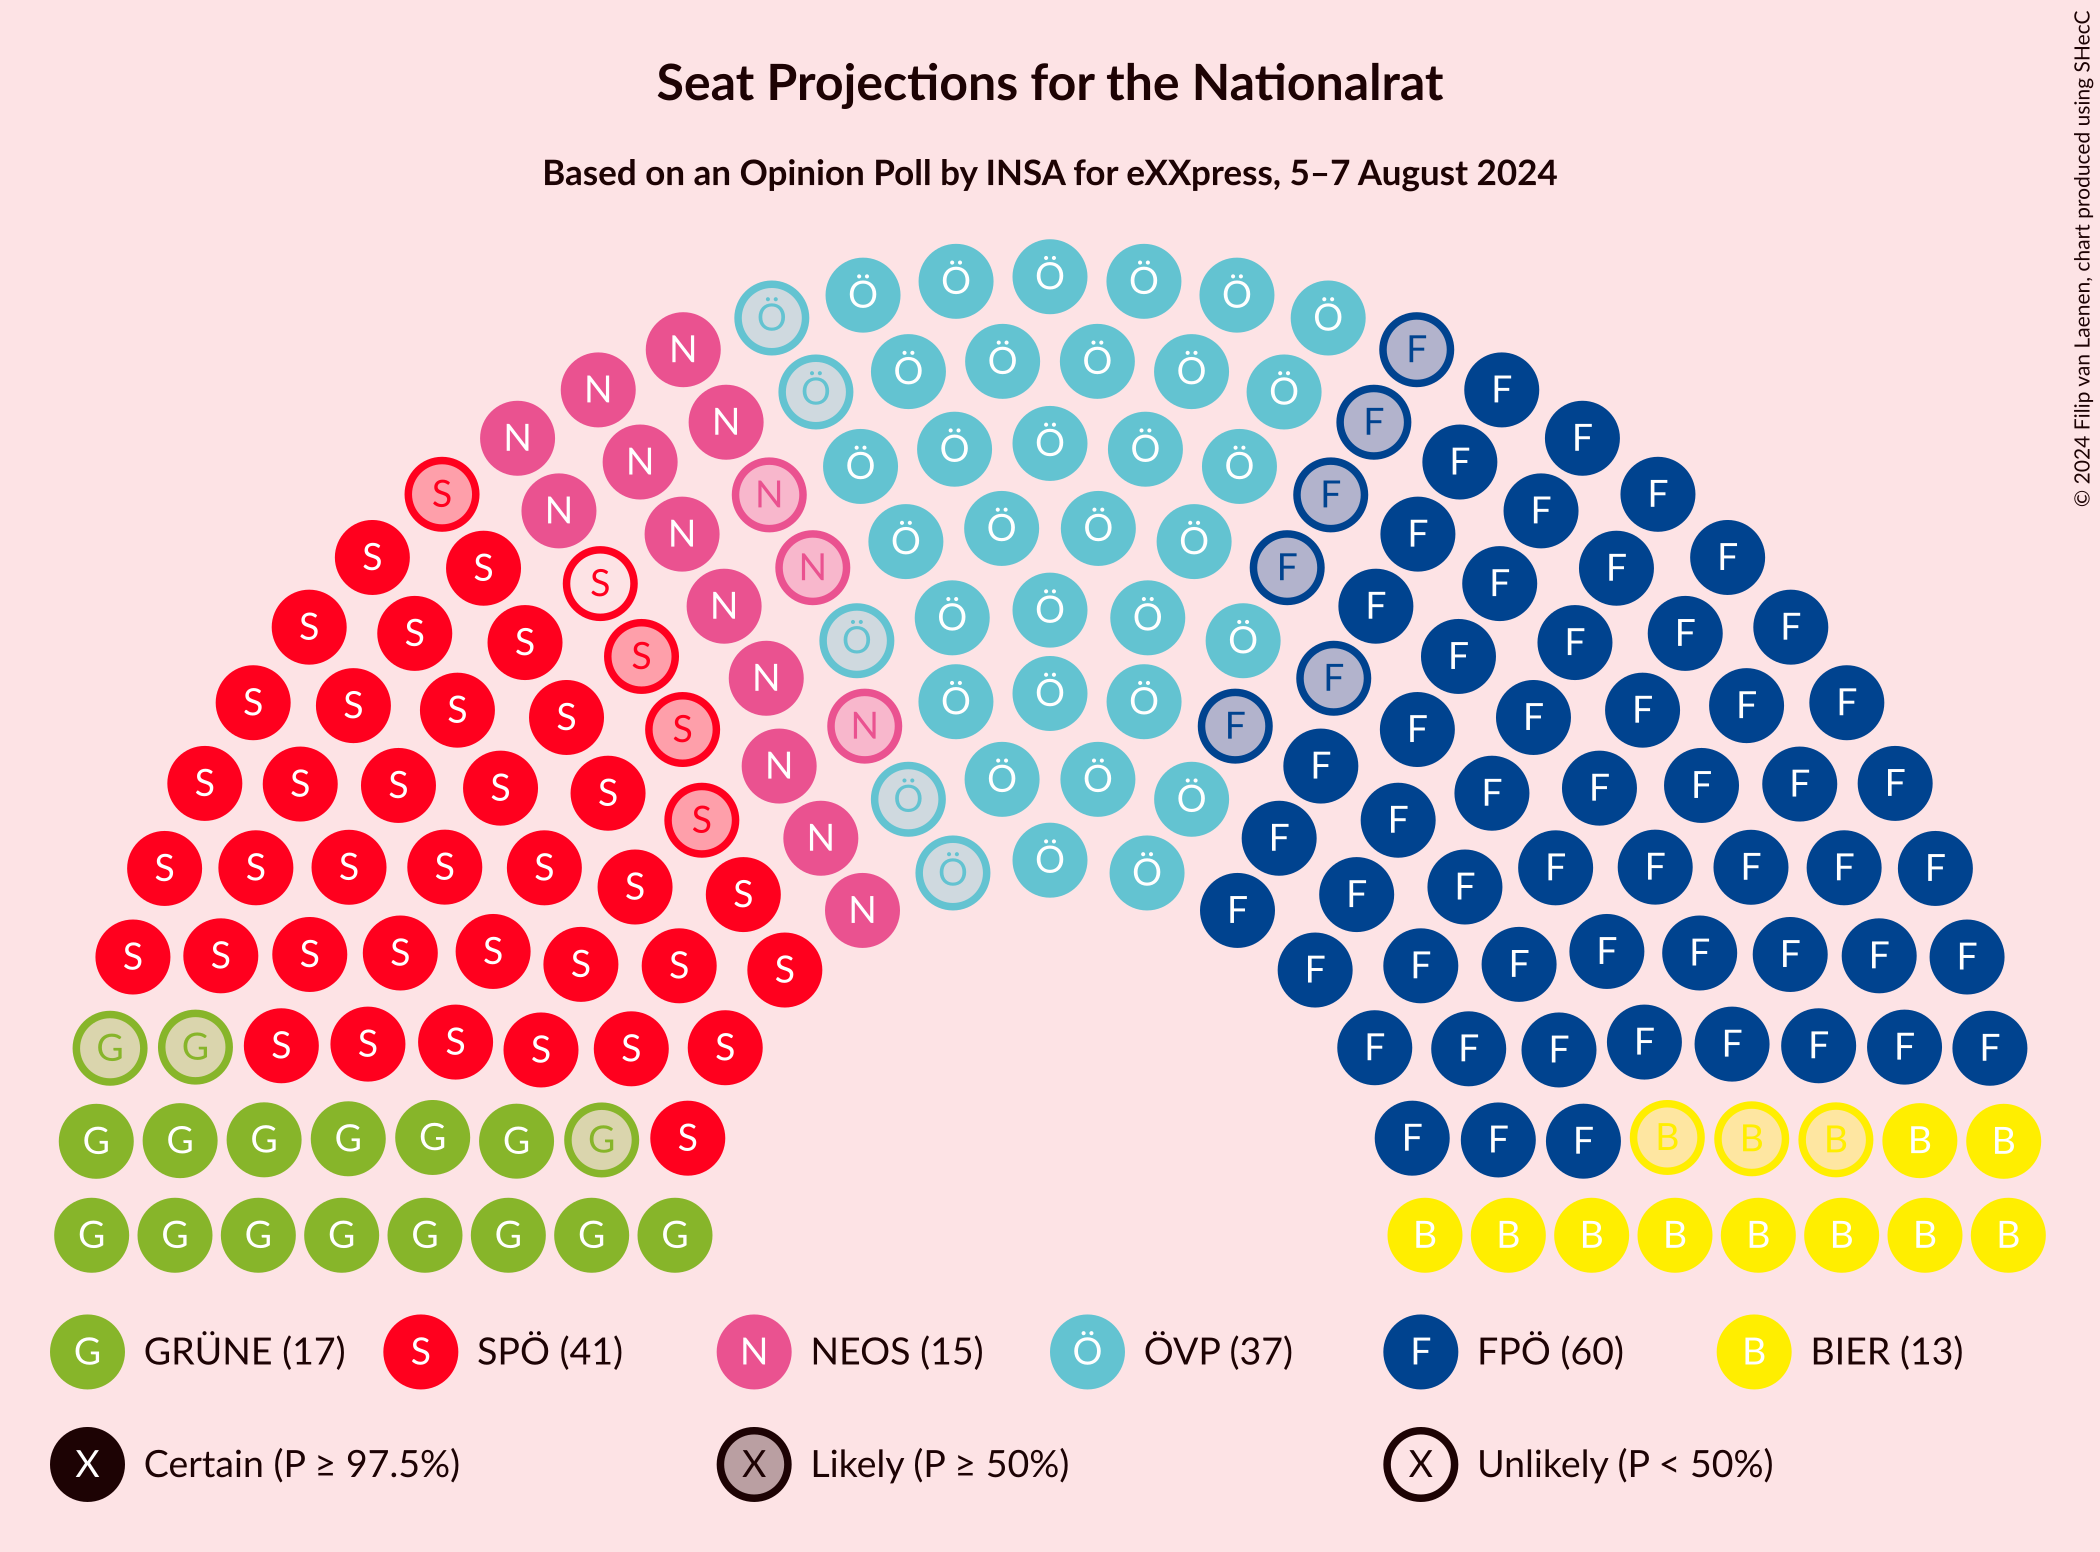 Seat Projections for the Nationalrat
Based on an Opinion Poll by INSA for eXXpress, 5–7 August 2024
© 2024 Filip van Laenen, chart produced using SHecC
Ö Ö Ö Ö Ö Ö Ö
N F
N Ö Ö Ö Ö Ö Ö F
N N F F
S N Ö Ö Ö Ö Ö F F
N N F F
S S N Ö Ö Ö Ö F F F
S N F F
S S S N Ö Ö Ö Ö Ö F F F
S S S N Ö Ö Ö F F F F
S S S S N F F F F
S S S S S N Ö Ö Ö Ö F F F F F F
S N F F
S S S S S S S Ö Ö Ö F F F F F F F
N F
S S S S S S S S F F F F F F F F
G G S S S S S S F F F F F F F F
G G G G G G G S F F F B B B B B
G G G G G G G G B B B B B B B B
G GRÜNE (17) S SPÖ (41) N NEOS (15) Ö ÖVP (37) F FPÖ (60) B BIER (13)
X Certain (P ≥ 97.5%) X Likely (P ≥ 50%) X Unlikely (P < 50%)